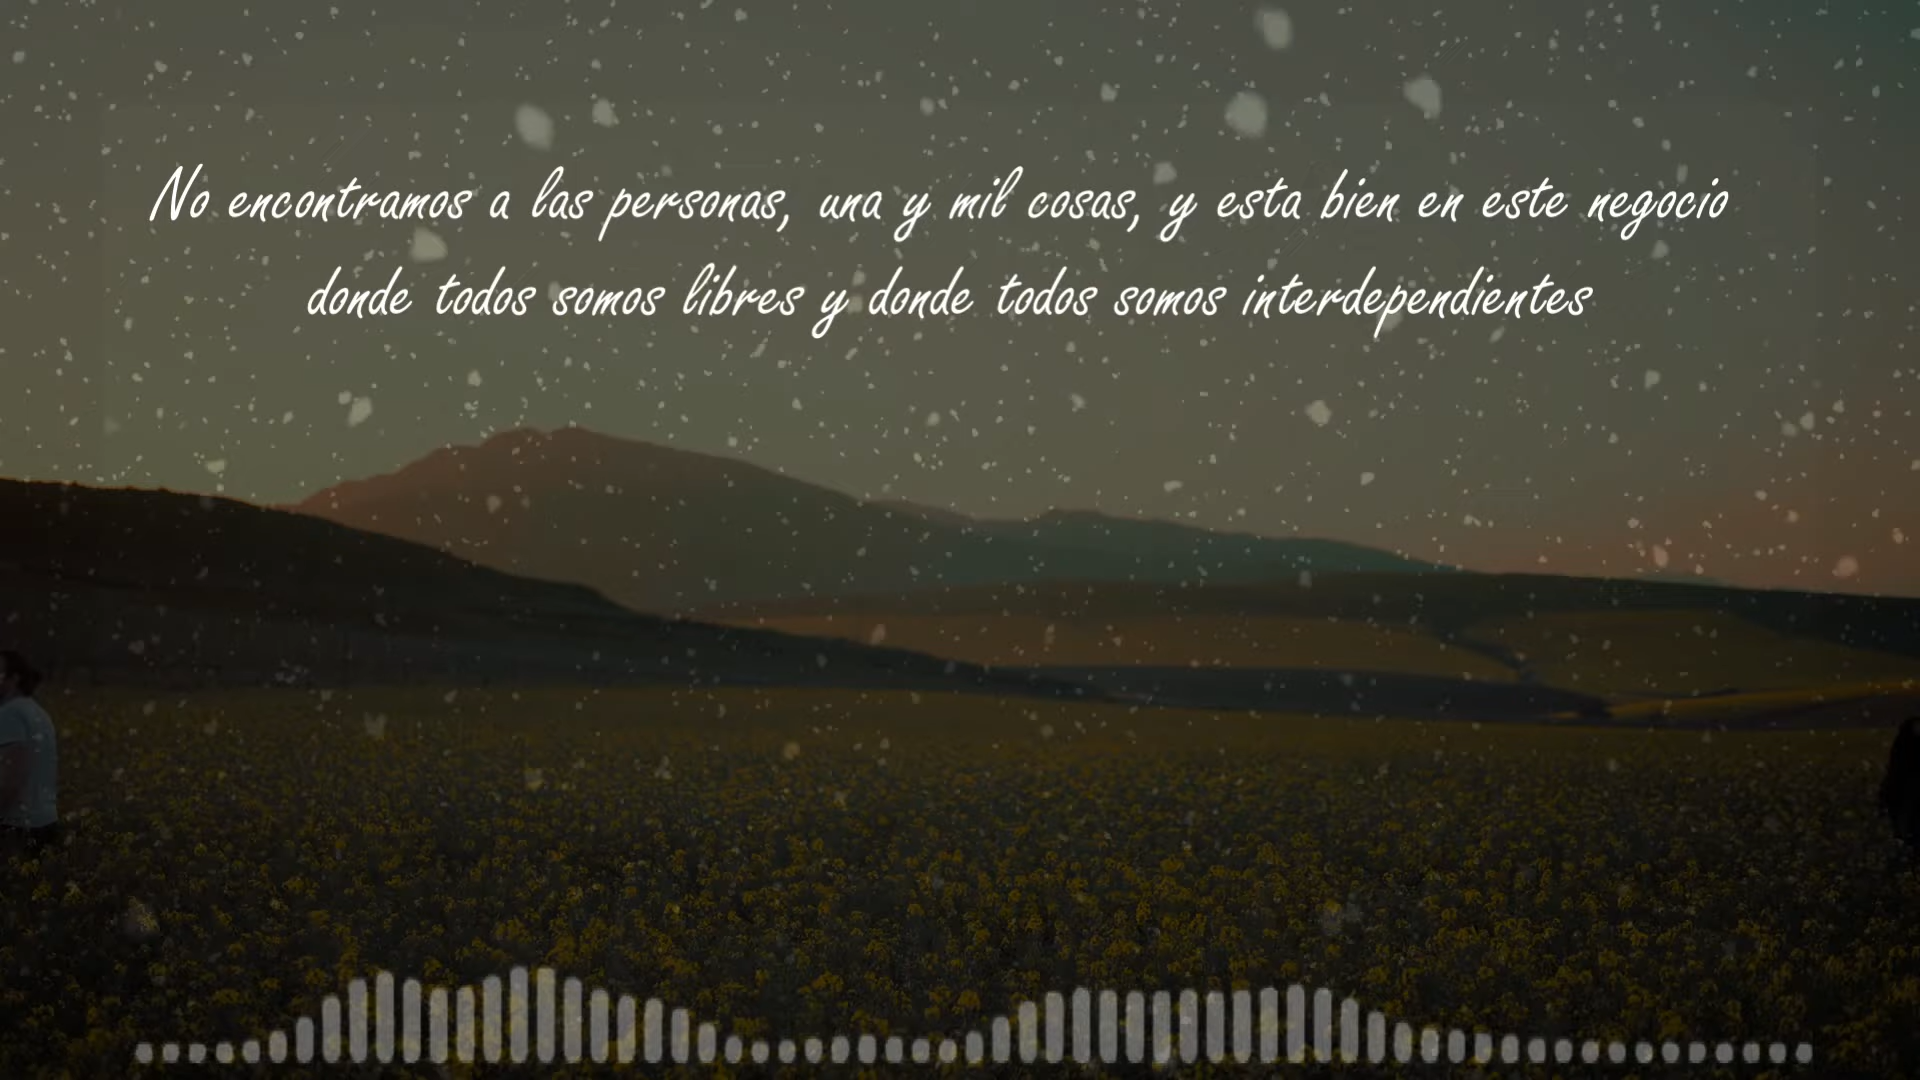 No encontramos a las personas, una y mil cosas, y esta bien en este negocio
donde todos somos libres y donde todos somos interdependientes